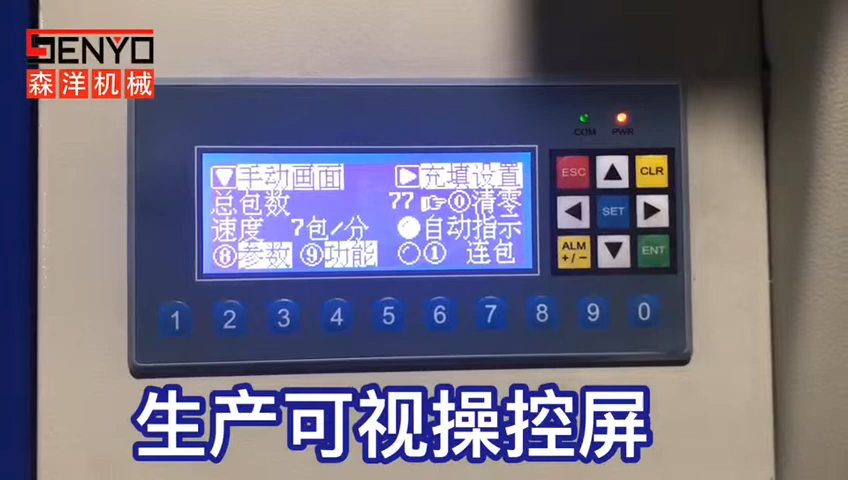 SENYO
森洋机械
COM PWR
▼手动画面 ▶充填设置
总包数 77 ☞⓪清零
速度 7包/分 自动指示
⑧参数 ⑨功能 ① 连包
ESC ▲ CLR
◀ SET ▶
ALM +/- ▼ ENT
1 2 3 4 5 6 7 8 9 0
生产可视操控屏